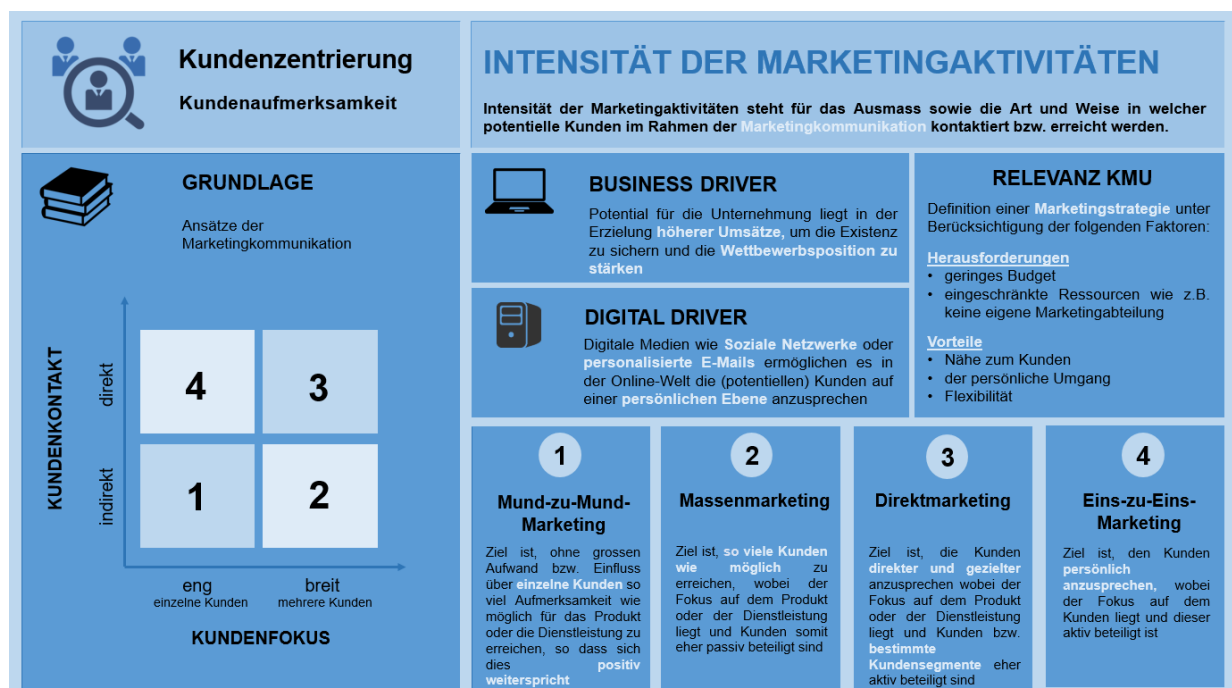 Kundenzentrierung
Kundenaufmerksamkeit
INTENSITÄT DER MARKETINGAKTIVITÄTEN
Intensität der Marketingaktivitäten steht für das Ausmass sowie die Art und Weise in welcher
potentielle Kunden im Rahmen der Marketingkommunikation kontaktiert bzw. erreicht werden.
GRUNDLAGE
Ansätze der
Marketingkommunikation
KUNDENKONTAKT
direkt
indirekt
4
3
1
2
eng
einzelne Kunden
breit
mehrere Kunden
KUNDENFOKUS
BUSINESS DRIVER
Potential für die Unternehmung liegt in der
Erzielung höherer Umsätze, um die Existenz
zu sichern und die Wettbewerbsposition zu
stärken
DIGITAL DRIVER
Digitale Medien wie Soziale Netzwerke oder
personalisierte E-Mails ermöglichen es in
der Online-Welt die (potentiellen) Kunden auf
einer persönlichen Ebene anzusprechen
RELEVANZ KMU
Definition einer Marketingstrategie unter
Berücksichtigung der folgenden Faktoren:
Herausforderungen
• geringes Budget
• eingeschränkte Ressourcen wie z.B.
keine eigene Marketingabteilung
Vorteile
• Nähe zum Kunden
• der persönliche Umgang
• Flexibilität
1
Mund-zu-Mund-
Marketing
Ziel ist, ohne grossen
Aufwand bzw. Einfluss
über einzelne Kunden so
viel Aufmerksamkeit wie
möglich für das Produkt
oder die Dienstleistung zu
erreichen, so dass sich
dies positiv
weiterspricht
2
Massenmarketing
Ziel ist, so viele Kunden
wie möglich zu
erreichen, wobei der
Fokus auf dem Produkt
oder der Dienstleistung
liegt und Kunden somit
eher passiv beteiligt sind
3
Direktmarketing
Ziel ist, die Kunden
direkter und gezielter
anzusprechen wobei der
Fokus auf dem Produkt
oder der Dienstleistung
liegt und Kunden bzw.
bestimmte
Kundensegmente eher
aktiv beteiligt sind
4
Eins-zu-Eins-
Marketing
Ziel ist, den Kunden
persönlich
anzusprechen, wobei
der Fokus auf dem
Kunden liegt und dieser
aktiv beteiligt ist